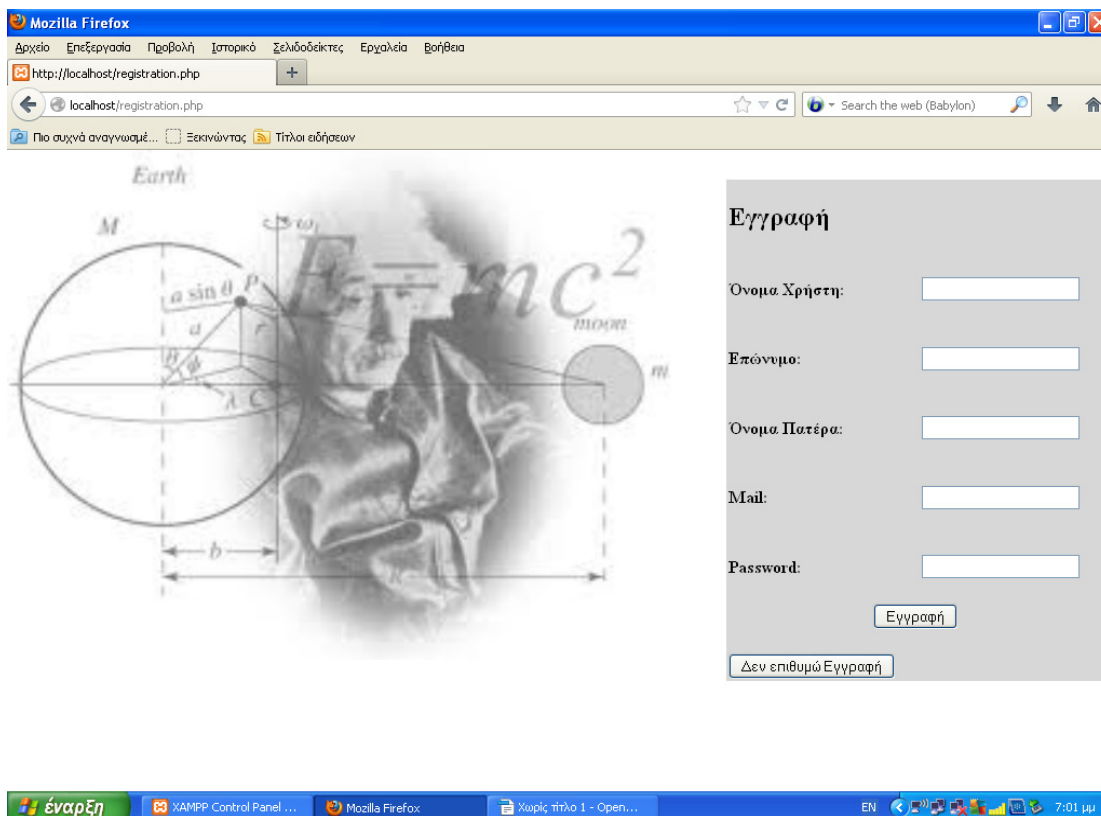 Mozilla Firefox
Αρχείο Επεξεργασία Προβολή Ιστορικό Σελιδοδείκτες Εργαλεία Βοήθεια
http://localhost/registration.php +
localhost/registration.php Search the web (Babylon)
Πιο συχνά αναγνωσμέ... Ξεκινώντας Τίτλοι ειδήσεων
Earth
M
ω
E=mc²
a sin θ P
a r
moon
θ φ
m
λ C
b
Εγγραφή
Όνομα Χρήστη:
Επώνυμο:
Όνομα Πατέρα:
Mail:
Password:
Εγγραφή
Δεν επιθυμώ Εγγραφή
έναρξη XAMPP Control Panel ... Mozilla Firefox Χωρίς τίτλο 1 - Open... EN 7:01 μμ